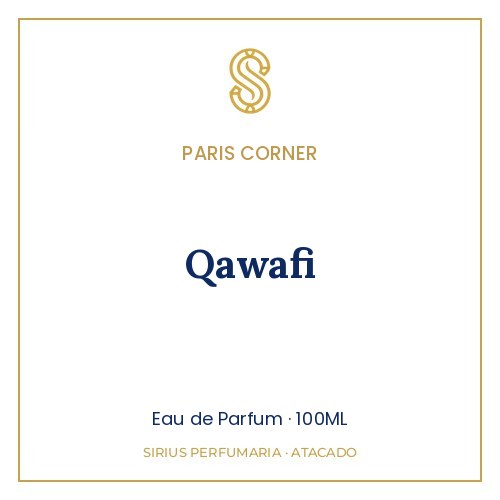 PARIS CORNER
Qawafi
Eau de Parfum · 100ML
SIRIUS PERFUMARIA · ATACADO